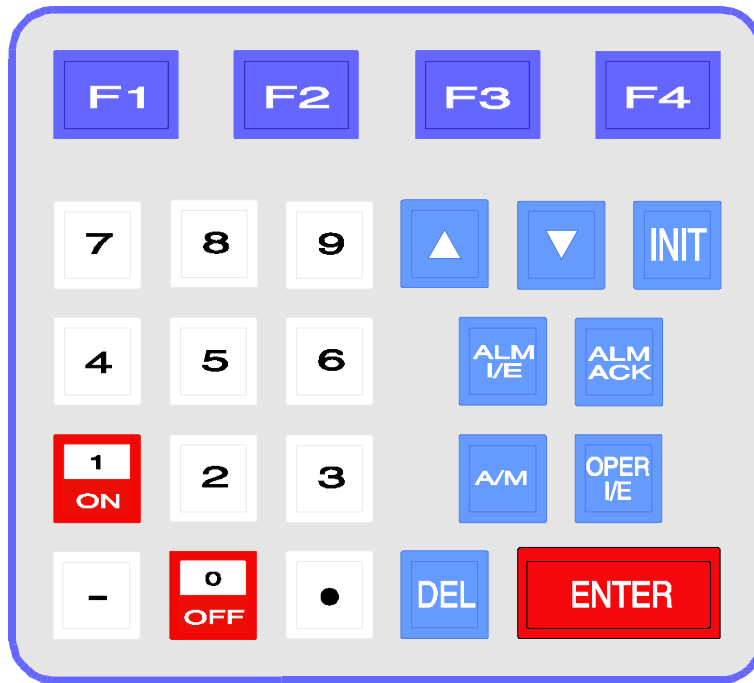 F1 F2 F3 F4
7 8 9 ▲ ▼ INIT
4 5 6 ALM I/E ALM ACK
1 ON 2 3 A/M OPER I/E
- 0 OFF • DEL ENTER